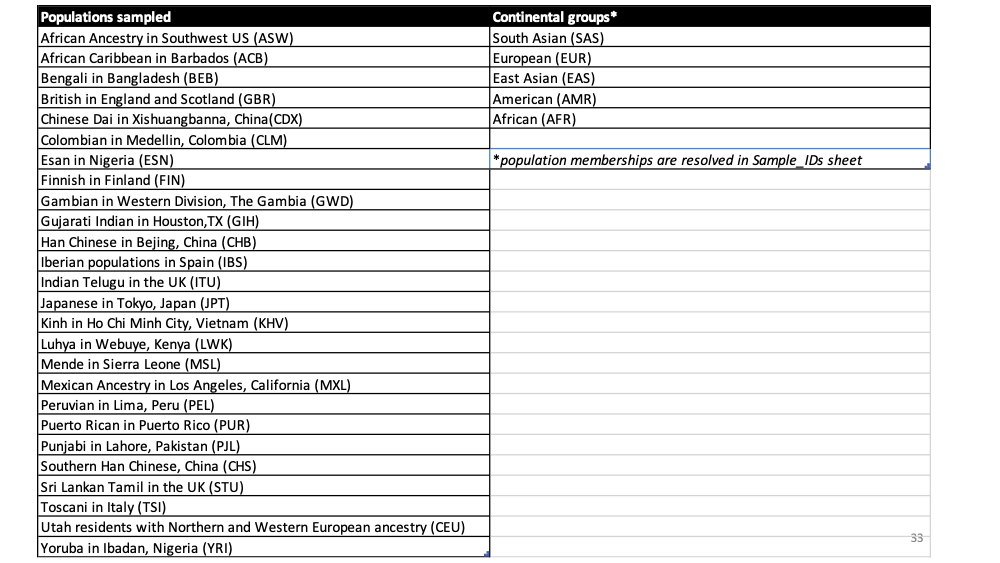 Populations sampled Continental groups*
African Ancestry in Southwest US (ASW) South Asian (SAS)
African Caribbean in Barbados (ACB) European (EUR)
Bengali in Bangladesh (BEB) East Asian (EAS)
British in England and Scotland (GBR) American (AMR)
Chinese Dai in Xishuangbanna, China(CDX) African (AFR)
Colombian in Medellin, Colombia (CLM)
Esan in Nigeria (ESN) *population memberships are resolved in Sample_IDs sheet
Finnish in Finland (FIN)
Gambian in Western Division, The Gambia (GWD)
Gujarati Indian in Houston,TX (GIH)
Han Chinese in Bejing, China (CHB)
Iberian populations in Spain (IBS)
Indian Telugu in the UK (ITU)
Japanese in Tokyo, Japan (JPT)
Kinh in Ho Chi Minh City, Vietnam (KHV)
Luhya in Webuye, Kenya (LWK)
Mende in Sierra Leone (MSL)
Mexican Ancestry in Los Angeles, California (MXL)
Peruvian in Lima, Peru (PEL)
Puerto Rican in Puerto Rico (PUR)
Punjabi in Lahore, Pakistan (PJL)
Southern Han Chinese, China (CHS)
Sri Lankan Tamil in the UK (STU)
Toscani in Italy (TSI)
Utah residents with Northern and Western European ancestry (CEU)
Yoruba in Ibadan, Nigeria (YRI)
33